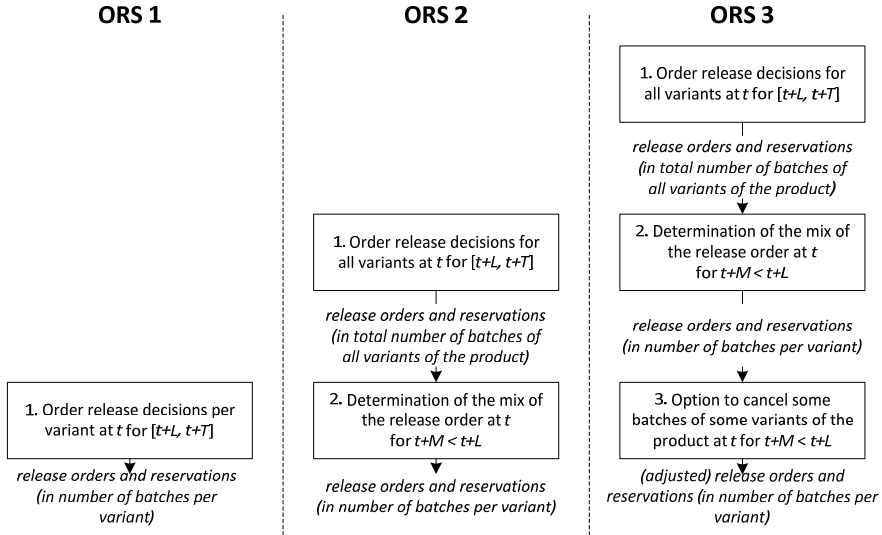 ORS 1
1. Order release decisions per
variant at t for [t+L, t+T]
release orders and reservations
(in number of batches per
variant)
ORS 2
1. Order release decisions for
all variants at t for [t+L, t+T]
release orders and reservations
(in total number of batches of
all variants of the product)
2. Determination of the mix of
the release order at t
for t+M < t+L
release orders and reservations
(in number of batches per variant)
ORS 3
1. Order release decisions for
all variants at t for [t+L, t+T]
release orders and reservations
(in total number of batches of
all variants of the product)
2. Determination of the mix of
the release order at t
for t+M < t+L
release orders and reservations
(in number of batches per variant)
3. Option to cancel some
batches of some variants of the
product at t for t+M < t+L
(adjusted) release orders and
reservations (in number of batches per
variant)